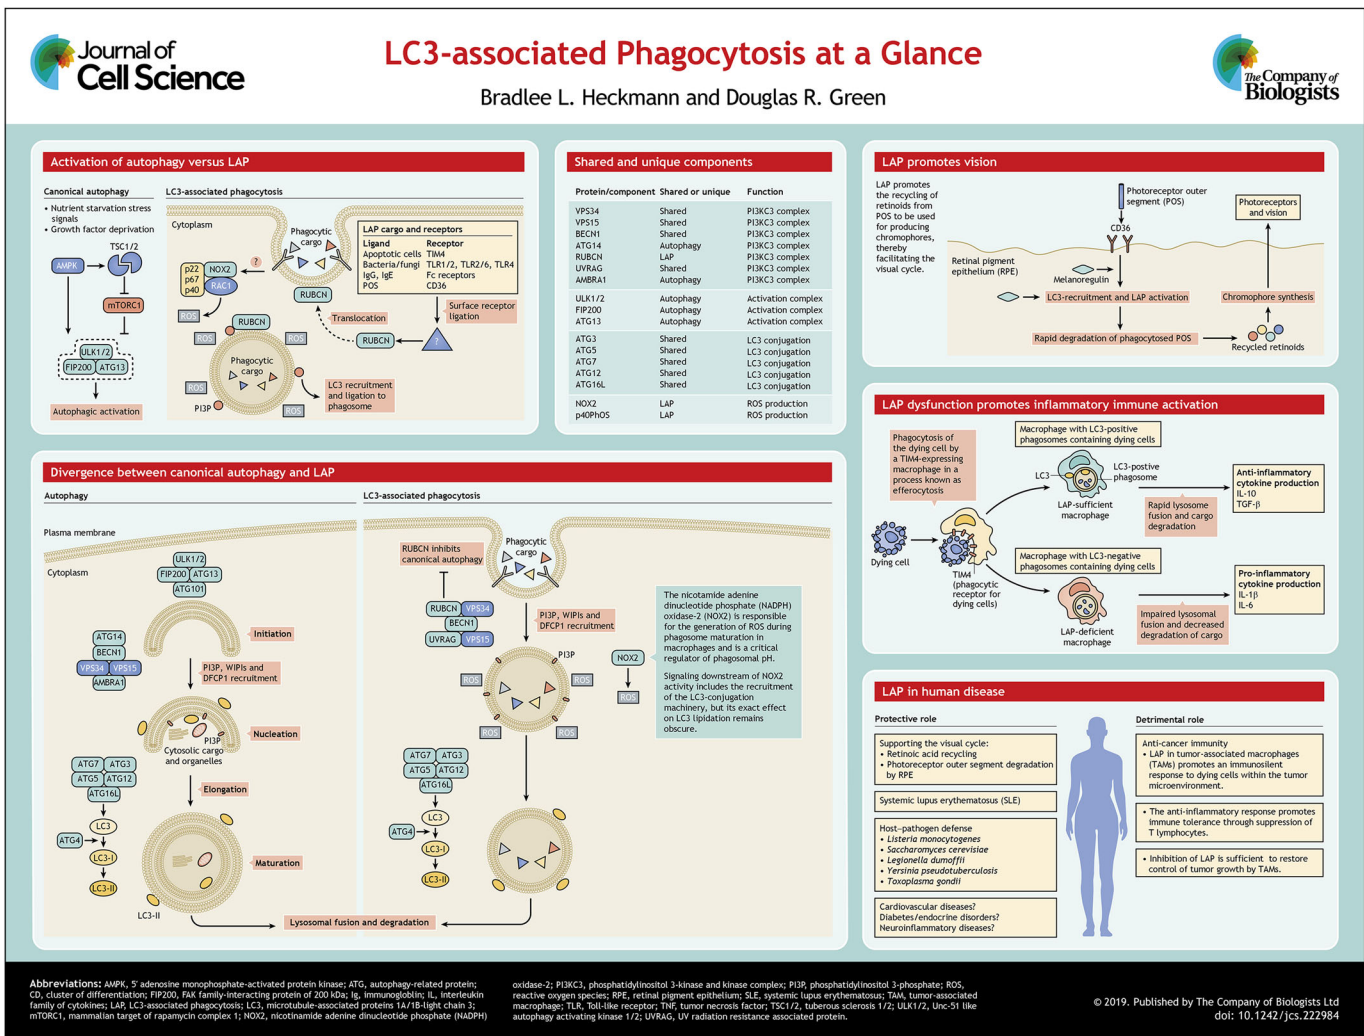 Journal of
Cell Science
LC3-associated Phagocytosis at a Glance
Bradlee L. Heckmann and Douglas R. Green
The Company of
Biologists
Activation of autophagy versus LAP
Canonical autophagy
• Nutrient starvation stress
signals
• Growth factor deprivation
TSC1/2
AMPK
mTORC1
ULK1/2
FIP200 ATG13
Autophagic activation
LC3-associated phagocytosis
Cytoplasm
Phagocytic
cargo
p22
p67
p40
NOX2
RAC1
?
ROS
RUBCN
LAP cargo and receptors
Ligand Receptor
Apoptotic cells TIM4
Bacteria/fungi TLR1/2, TLR2/6, TLR4
IgG, IgE Fc receptors
POS CD36
Surface receptor
ligation
Translocation
RUBCN
?
RUBCN
ROS
ROS
Phagocytic
cargo
ROS
PI3P
ROS
LC3 recruitment
and ligation to
phagosome
Shared and unique components
Protein/component Shared or unique Function
VPS34 Shared PI3KC3 complex
VPS15 Shared PI3KC3 complex
BECN1 Shared PI3KC3 complex
ATG14 Autophagy PI3KC3 complex
RUBCN LAP PI3KC3 complex
UVRAG Shared PI3KC3 complex
AMBRA1 Autophagy PI3KC3 complex
ULK1/2 Autophagy Activation complex
FIP200 Autophagy Activation complex
ATG13 Autophagy Activation complex
ATG3 Shared LC3 conjugation
ATG5 Shared LC3 conjugation
ATG7 Shared LC3 conjugation
ATG12 Shared LC3 conjugation
ATG16L Shared LC3 conjugation
NOX2 LAP ROS production
p40PhOS LAP ROS production
LAP promotes vision
LAP promotes
the recycling of
retinoids from
POS to be used
for producing
chromophores,
thereby
facilitating the
visual cycle.
Photoreceptor outer
segment (POS)
CD36
Photoreceptors
and vision
Retinal pigment
epithelium (RPE)
Melanoregulin
LC3-recruitment and LAP activation
Chromophore synthesis
Rapid degradation of phagocytosed POS
Recycled retinoids
LAP dysfunction promotes inflammatory immune activation
Phagocytosis of
the dying cell by
a TIM4-expressing
macrophage in a
process known as
efferocytosis
Macrophage with LC3-positive
phagosomes containing dying cells
LC3
LC3-postive
phagosome
LAP-sufficient
macrophage
Rapid lysosome
fusion and cargo
degradation
Anti-inflammatory
cytokine production
IL-10
TGF-β
Dying cell
TIM4
(phagocytic
receptor for
dying cells)
Macrophage with LC3-negative
phagosomes containing dying cells
LAP-deficient
macrophage
Impaired lysosomal
fusion and decreased
degradation of cargo
Pro-inflammatory
cytokine production
IL-1β
IL-6
Divergence between canonical autophagy and LAP
Autophagy
Plasma membrane
Cytoplasm
ULK1/2
FIP200 ATG13
ATG101
Initiation
ATG14
BECN1
VPS34 VPS15
AMBRA1
PI3P, WIPIs and
DFCP1 recruitment
Nucleation
PI3P
Cytosolic cargo
and organelles
ATG7 ATG3
ATG5 ATG12
ATG16L
Elongation
LC3
ATG4
LC3-I
LC3-II
Maturation
LC3-II
Lysosomal fusion and degradation
LC3-associated phagocytosis
RUBCN inhibits
canonical autophagy
Phagocytic
cargo
RUBCN VPS34
BECN1
UVRAG VPS15
PI3P, WIPIs and
DFCP1 recruitment
PI3P
NOX2
ROS
ROS
ROS
ROS
ROS
ATG7 ATG3
ATG5 ATG12
ATG16L
LC3
ATG4
LC3-I
LC3-II
The nicotamide adenine
dinucleotide phosphate (NADPH)
oxidase-2 (NOX2) is responsible
for the generation of ROS during
phagosome maturation in
macrophages and is a critical
regulator of phagosomal pH.
Signaling downstream of NOX2
activity includes the recruitment
of the LC3-conjugation
machinery, but its exact effect
on LC3 lipidation remains
obscure.
LAP in human disease
Protective role
Supporting the visual cycle:
• Retinoic acid recycling
• Photoreceptor outer segment degradation
by RPE
Systemic lupus erythematosus (SLE)
Host–pathogen defense
• Listeria monocytogenes
• Saccharomyces cerevisiae
• Legionella dumoffii
• Yersinia pseudotuberculosis
• Toxoplasma gondii
Cardiovascular diseases?
Diabetes/endocrine disorders?
Neuroinflammatory diseases?
Detrimental role
Anti-cancer immunity
• LAP in tumor-associated macrophages
(TAMs) promotes an immunosilent
response to dying cells within the tumor
microenvironment.
• The anti-inflammatory response promotes
immune tolerance through suppression of
T lymphocytes.
• Inhibition of LAP is sufficient to restore
control of tumor growth by TAMs.
Abbreviations: AMPK, 5' adenosine monophosphate-activated protein kinase; ATG, autophagy-related protein;
CD, cluster of differentiation; FIP200, FAK family-interacting protein of 200 kDa; Ig, immunoglobin; IL, interleukin
family of cytokines; LAP, LC3-associated phagocytosis; LC3, microtubule-associated proteins 1A/1B-light chain 3;
mTORC1, mammalian target of rapamycin complex 1; NOX2, nicotinamide adenine dinucleotide phosphate (NADPH)
oxidase-2; PI3KC3, phosphatidylinositol 3-kinase and kinase complex; PI3P, phosphatidylinositol 3-phosphate; ROS,
reactive oxygen species; RPE, retinal pigment epithelium; SLE, systemic lupus erythematosus; TAM, tumor-associated
macrophage; TLR, Toll-like receptor; TNF, tumor necrosis factor; TSC1/2, tuberous sclerosis 1/2; ULK1/2, Unc-51 like
autophagy activating kinase 1/2; UVRAG, UV radiation resistance associated protein.
© 2019. Published by The Company of Biologists Ltd
doi: 10.1242/jcs.222984